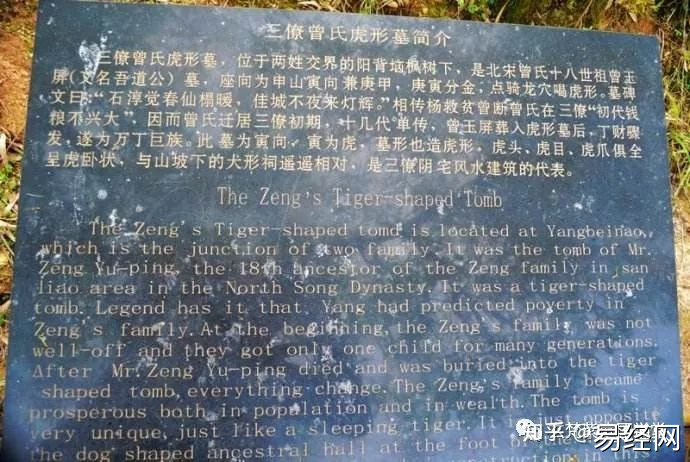 三僚曾氏虎形墓简介
三僚曾氏虎形墓，位于两姓交界的阳背垴枫树下，是北宋曾氏十八世祖曾玉
屏（又名吾道公）墓，座向为申山寅向兼庚甲，庚寅分金，点骑龙穴喝虎形。墓碑
文曰：“石淳觉春仙榻暖，佳城不夜来灯辉。”相传杨救贫曾断曾氏在三僚“初代钱
粮不兴大”，因而曾氏迁居三僚初期，十几代单传，曾玉屏葬入虎形墓后，丁财骤
发，遂为万丁巨族。此墓为寅向，寅为虎，墓形也造虎形，虎头、虎目、虎爪俱全
呈虎卧状，与山坡下的犬形祠遥遥相对，是三僚阴宅风水建筑的代表。
The Zeng's Tiger-shaped Tomb
The Zeng's Tiger-shaped tomd is located at Yangbeinao,
which is the junction of two family. It was the tomb of Mr.
Zeng Yu-ping, the 18th ancestor of the Zeng family in san
liao area in the North Song Dynasty. It was a tiger-shaped
tomb. Legend has it that, Yang had predicted poverty in
Zeng's family. At the beginning, the Zeng's family was not
well-off and they got only one child for many generations.
After Mr. Zeng Yu-ping died and was buried into the tiger
shaped tomb, everything change. The Zeng's family became
prosperous both in population and in wealth. The tomb is
very unique, just like a sleeping tiger. It is just opposite
the dog shaped ancestral hall at the foot of
in the
知乎 @易经网